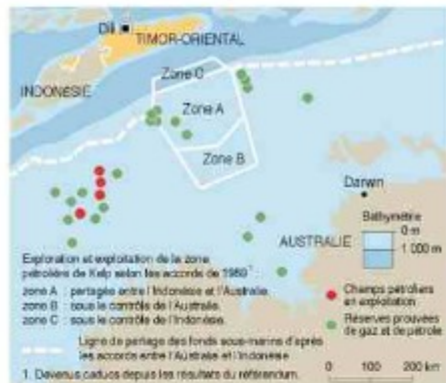 Dili
TIMOR-ORIENTAL
Zone C
INDONÉSIE
Zone A
Zone B
Darwin
Bathymétrie
0 m
1 000 m
AUSTRALIE
Exploration et exploitation de la zone
pétrolière de Kelp selon les accords de 1989¹ :
zone A : partagée entre l'Indonésie et l'Australie.
zone B : sous le contrôle de l'Australie.
zone C : sous le contrôle de l'Indonésie.
Champs pétroliers
en exploitation
Réserves prouvées
de gaz et de pétrole
Ligne de partage des fonds sous-marins d'après
les accords entre l'Australie et l'Indonésie
1. Devenus caducs depuis les résultats du référendum.
0 100 200 km